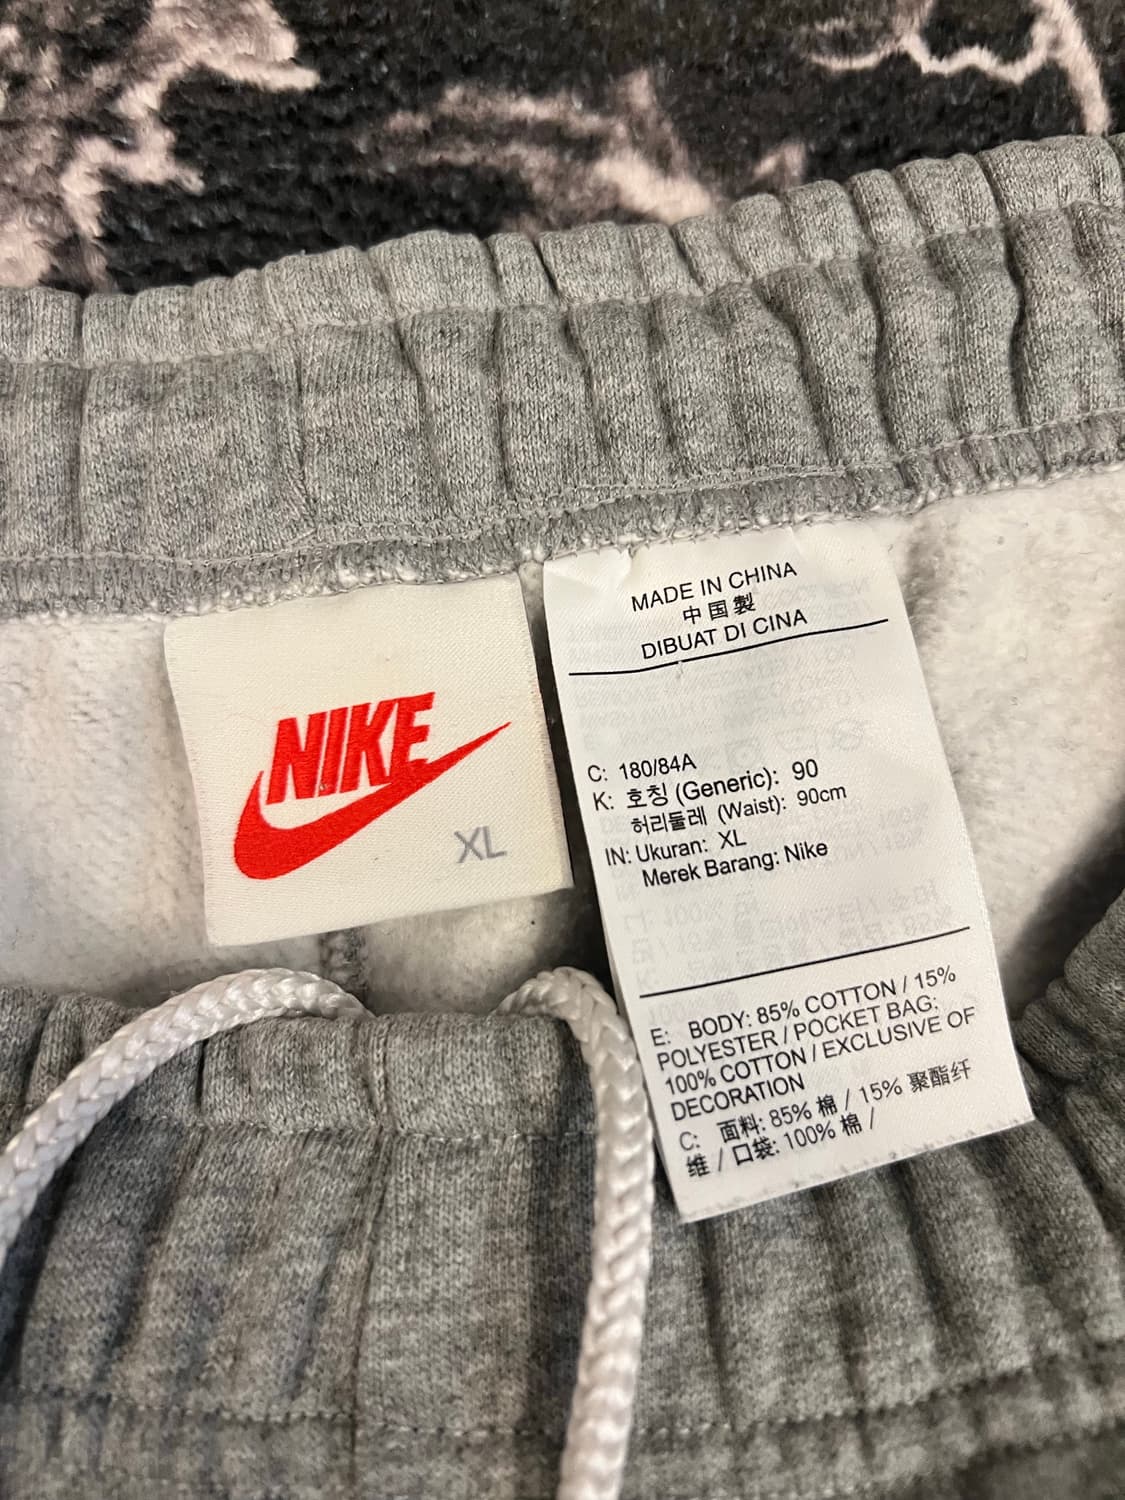 NIKE
XL
MADE IN CHINA
中国製
DIBUAT DI CINA
C: 180/84A
K: 호칭 (Generic): 90
허리둘레 (Waist): 90cm
IN: Ukuran: XL
Merek Barang: Nike
E: BODY: 85% COTTON / 15%
POLYESTER / POCKET BAG:
100% COTTON / EXCLUSIVE OF
DECORATION
C: 面料: 85% 棉 / 15% 聚酯纤
维 / 口袋: 100% 棉 /